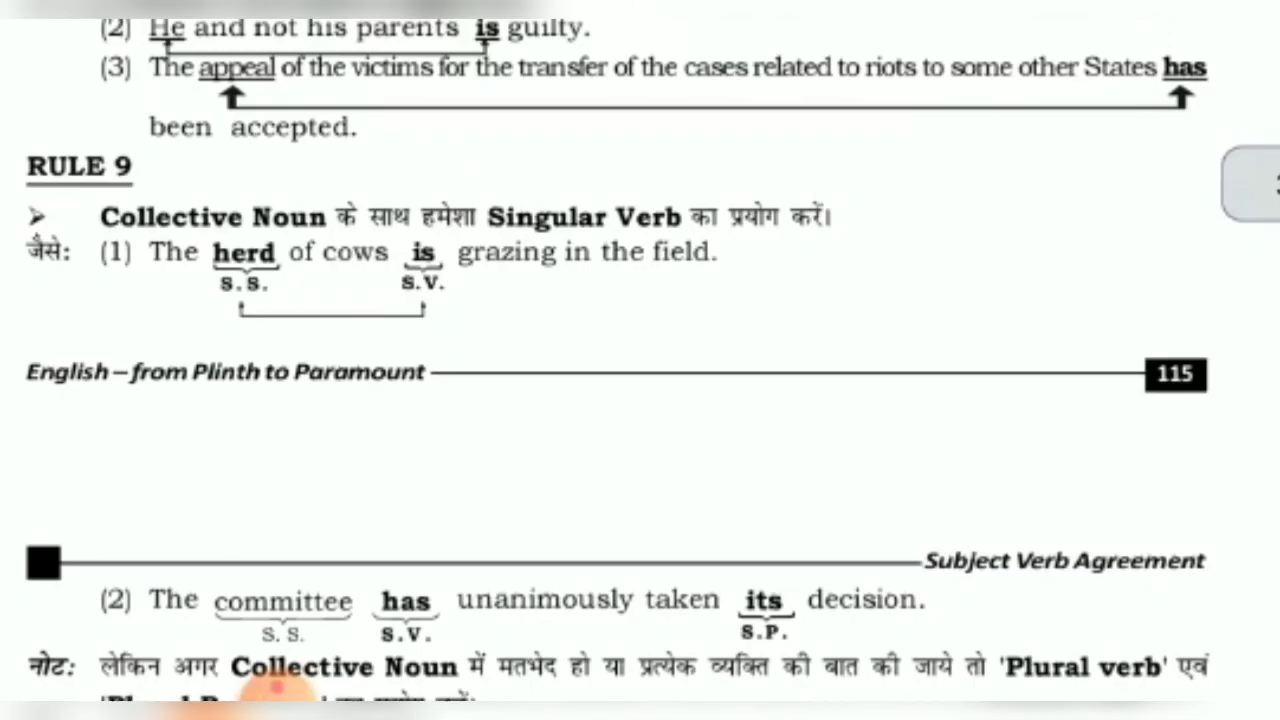 (2) He and not his parents is guilty.
(3) The appeal of the victims for the transfer of the cases related to riots to some other States has
been accepted.
RULE 9
➢ Collective Noun के साथ हमेशा Singular Verb का प्रयोग करें।
जैसे: (1) The herd of cows is grazing in the field.
S.S. S.V.
English – from Plinth to Paramount 115
Subject Verb Agreement
(2) The committee has unanimously taken its decision.
S. S. S.V. S.P.
नोट: लेकिन अगर Collective Noun में मतभेद हो या प्रत्येक व्यक्ति की बात की जाये तो 'Plural verb' एवं